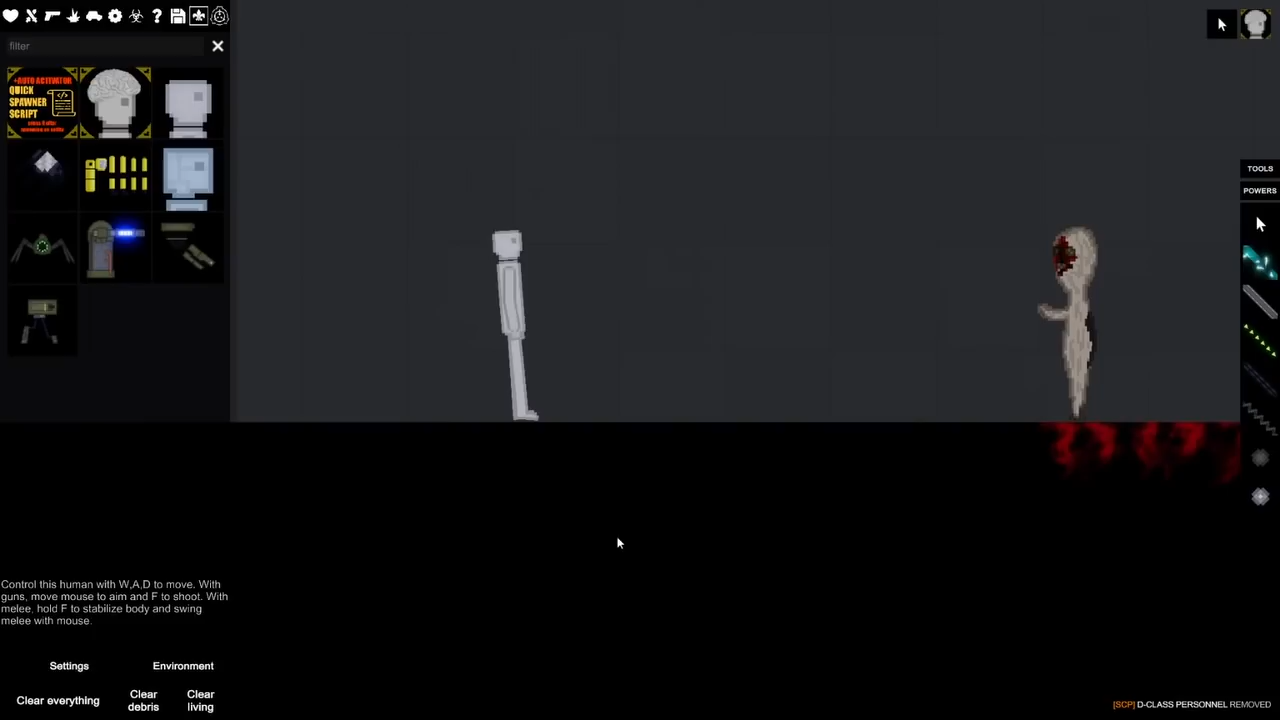 filter
+AUTO ACTIVATOR
QUICK
SPAWNER
SCRIPT
TOOLS
POWERS
Control this human with W,A,D to move. With
guns, move mouse to aim and F to shoot. With
melee, hold F to stabilize body and swing
melee with mouse.
Settings
Environment
Clear everything
Clear
debris
Clear
living
[SCP] D-CLASS PERSONNEL REMOVED